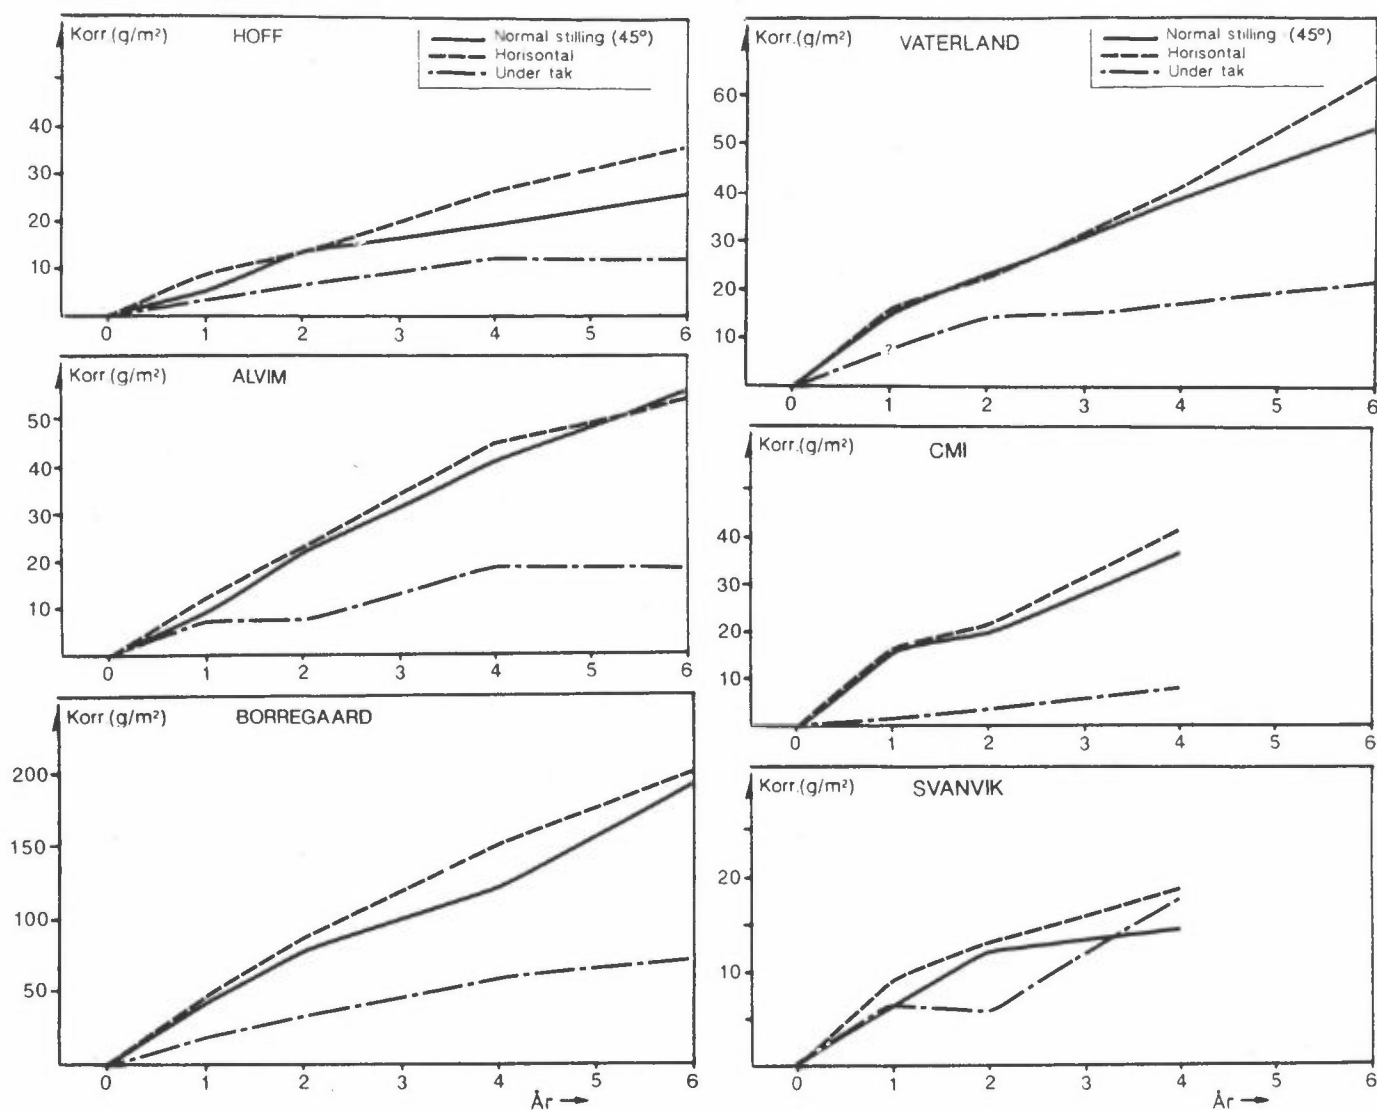 Korr.(g/m²) HOFF
Normal stilling (45°)
Horisontal
Under tak
40
30
20
10
0 1 2 3 4 5 6
Korr.(g/m²) VATERLAND
Normal stilling (45°)
Horisontal
Under tak
60
50
40
30
20
10
?
0 1 2 3 4 5 6
Korr.(g/m²) ALVIM
50
40
30
20
10
0 1 2 3 4 5 6
Korr.(g/m²) CMI
40
30
20
10
0 1 2 3 4 5 6
Korr.(g/m²) BORREGAARD
200
150
100
50
0 1 2 3 4 5 6
År
Korr.(g/m²) SVANVIK
20
10
0 1 2 3 4 5 6
År